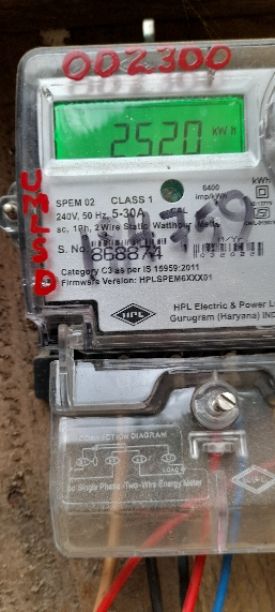 002300
2520 kWh
kWh
SPEM 02 CLASS 1
6400
imp/kWh
240V, 50 Hz, 5-30A
ac, 1Ph, 2 Wire Static Watthour Meter
S. No.
868874
Category C3 as per IS 15959:2011
Firmware Version: HPLSPEM6XXX01
HPL
HPL Electric & Power L
Gurugram (Haryana) IND
HPL
CONNECTION DIAGRAM
LOAD
Single Phase Two-Wire Energy Meter